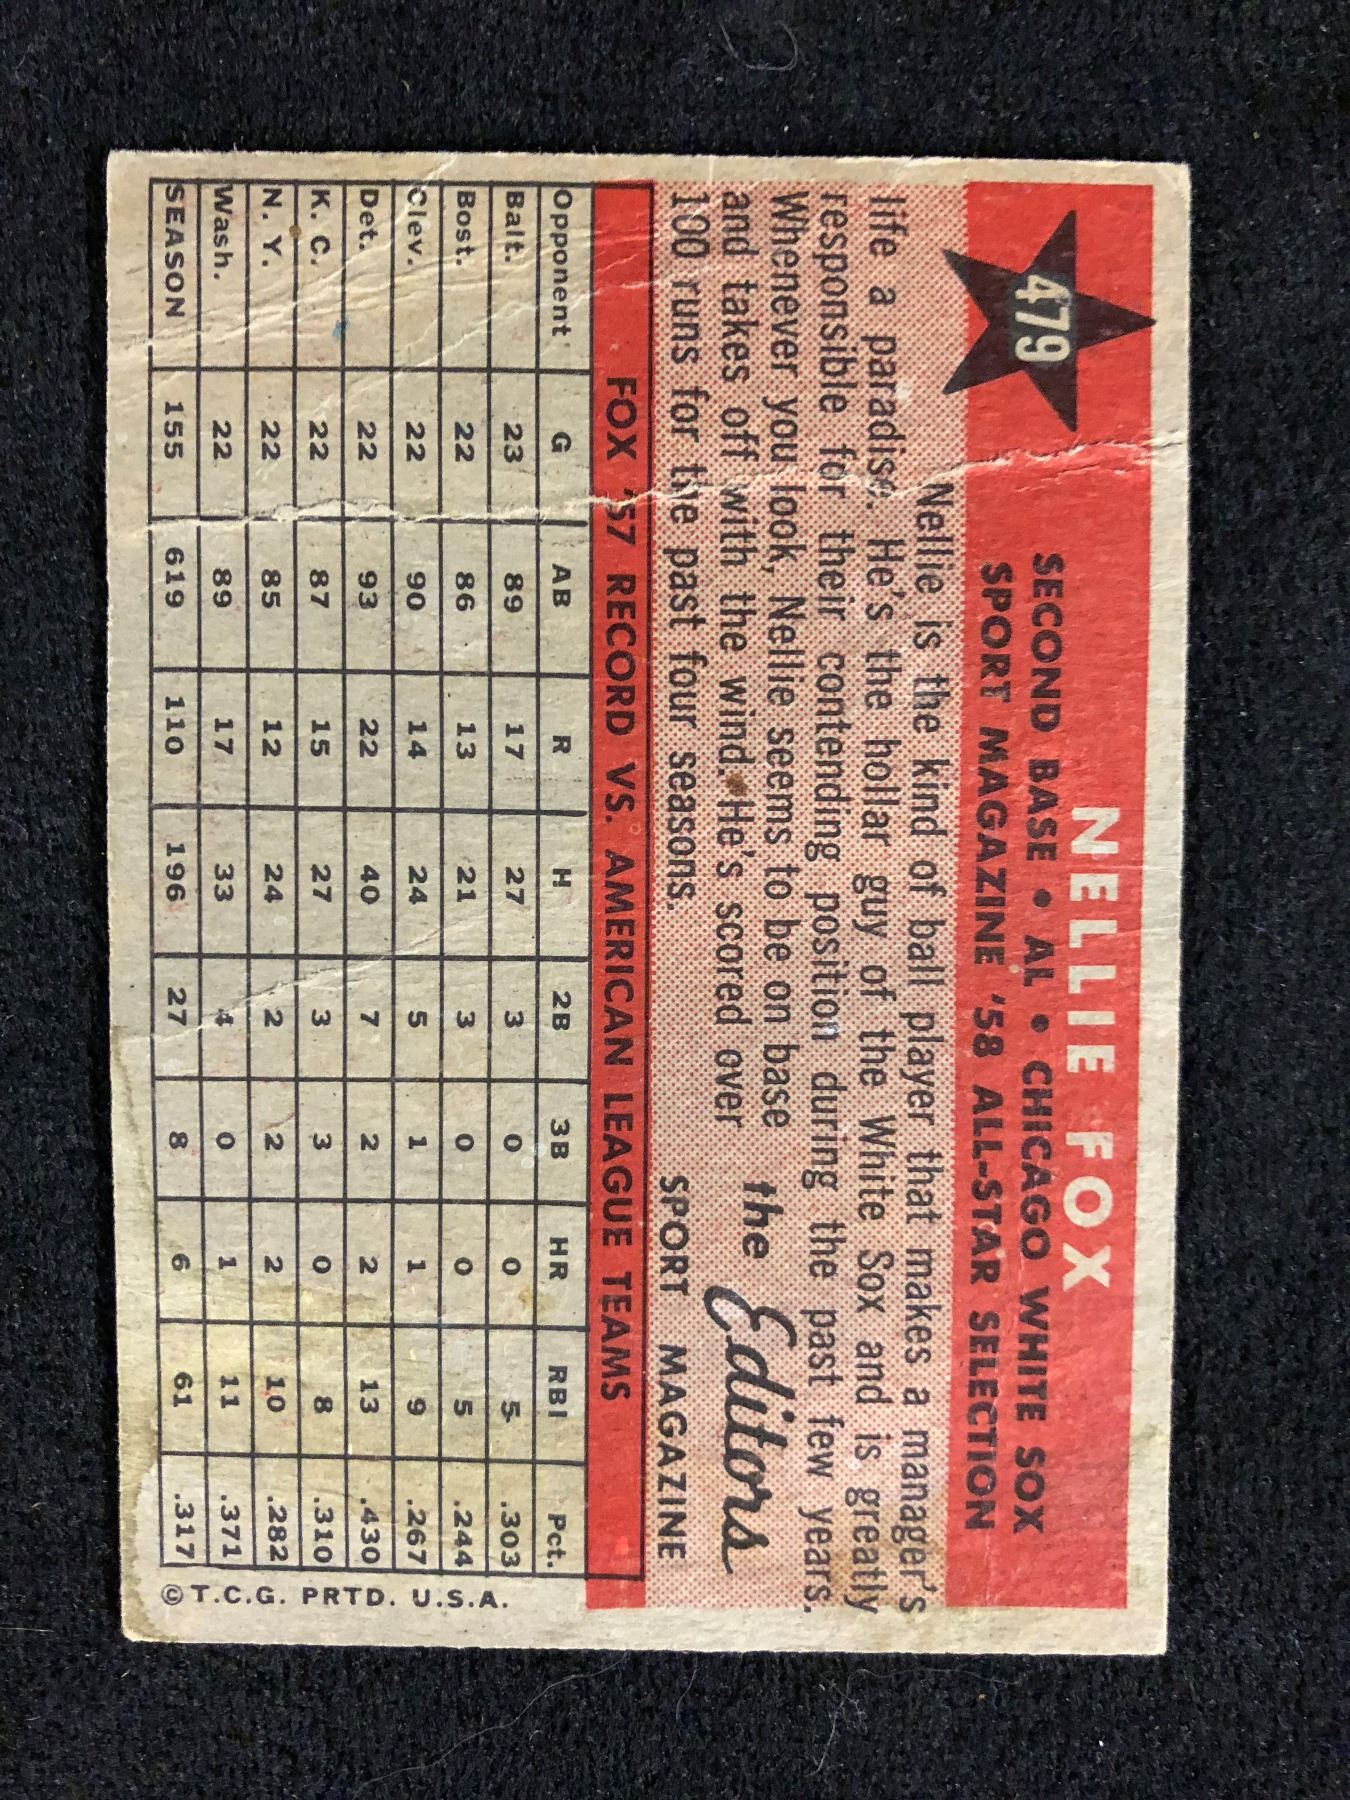 479
NELLIE FOX
SECOND BASE • AL • CHICAGO WHITE SOX
SPORT MAGAZINE '58 ALL-STAR SELECTION
Nellie is the kind of ball player that makes a manager's
life a paradise. He's the hollar guy of the White Sox and is greatly
responsible for their contending position during the past few years.
Whenever you look, Nellie seems to be on base
and takes off with the wind. He's scored over
100 runs for the past four seasons.
the Editors
SPORT MAGAZINE
FOX '57 RECORD VS. AMERICAN LEAGUE TEAMS
Opponent G AB R H 2B 3B HR RBI Pct.
Balt. 23 89 17 27 3 0 0 5 .303
Bost. 22 86 13 21 3 0 0 5 .244
Clev. 22 90 14 24 5 1 1 9 .267
Det. 22 93 22 40 7 2 2 13 .430
K. C. 22 87 15 27 3 3 0 8 .310
N. Y. 22 85 12 24 2 2 2 10 .282
Wash. 22 89 17 33 4 0 1 11 .371
SEASON 155 619 110 196 27 8 6 61 .317
© T.C.G. PRTD. U.S.A.